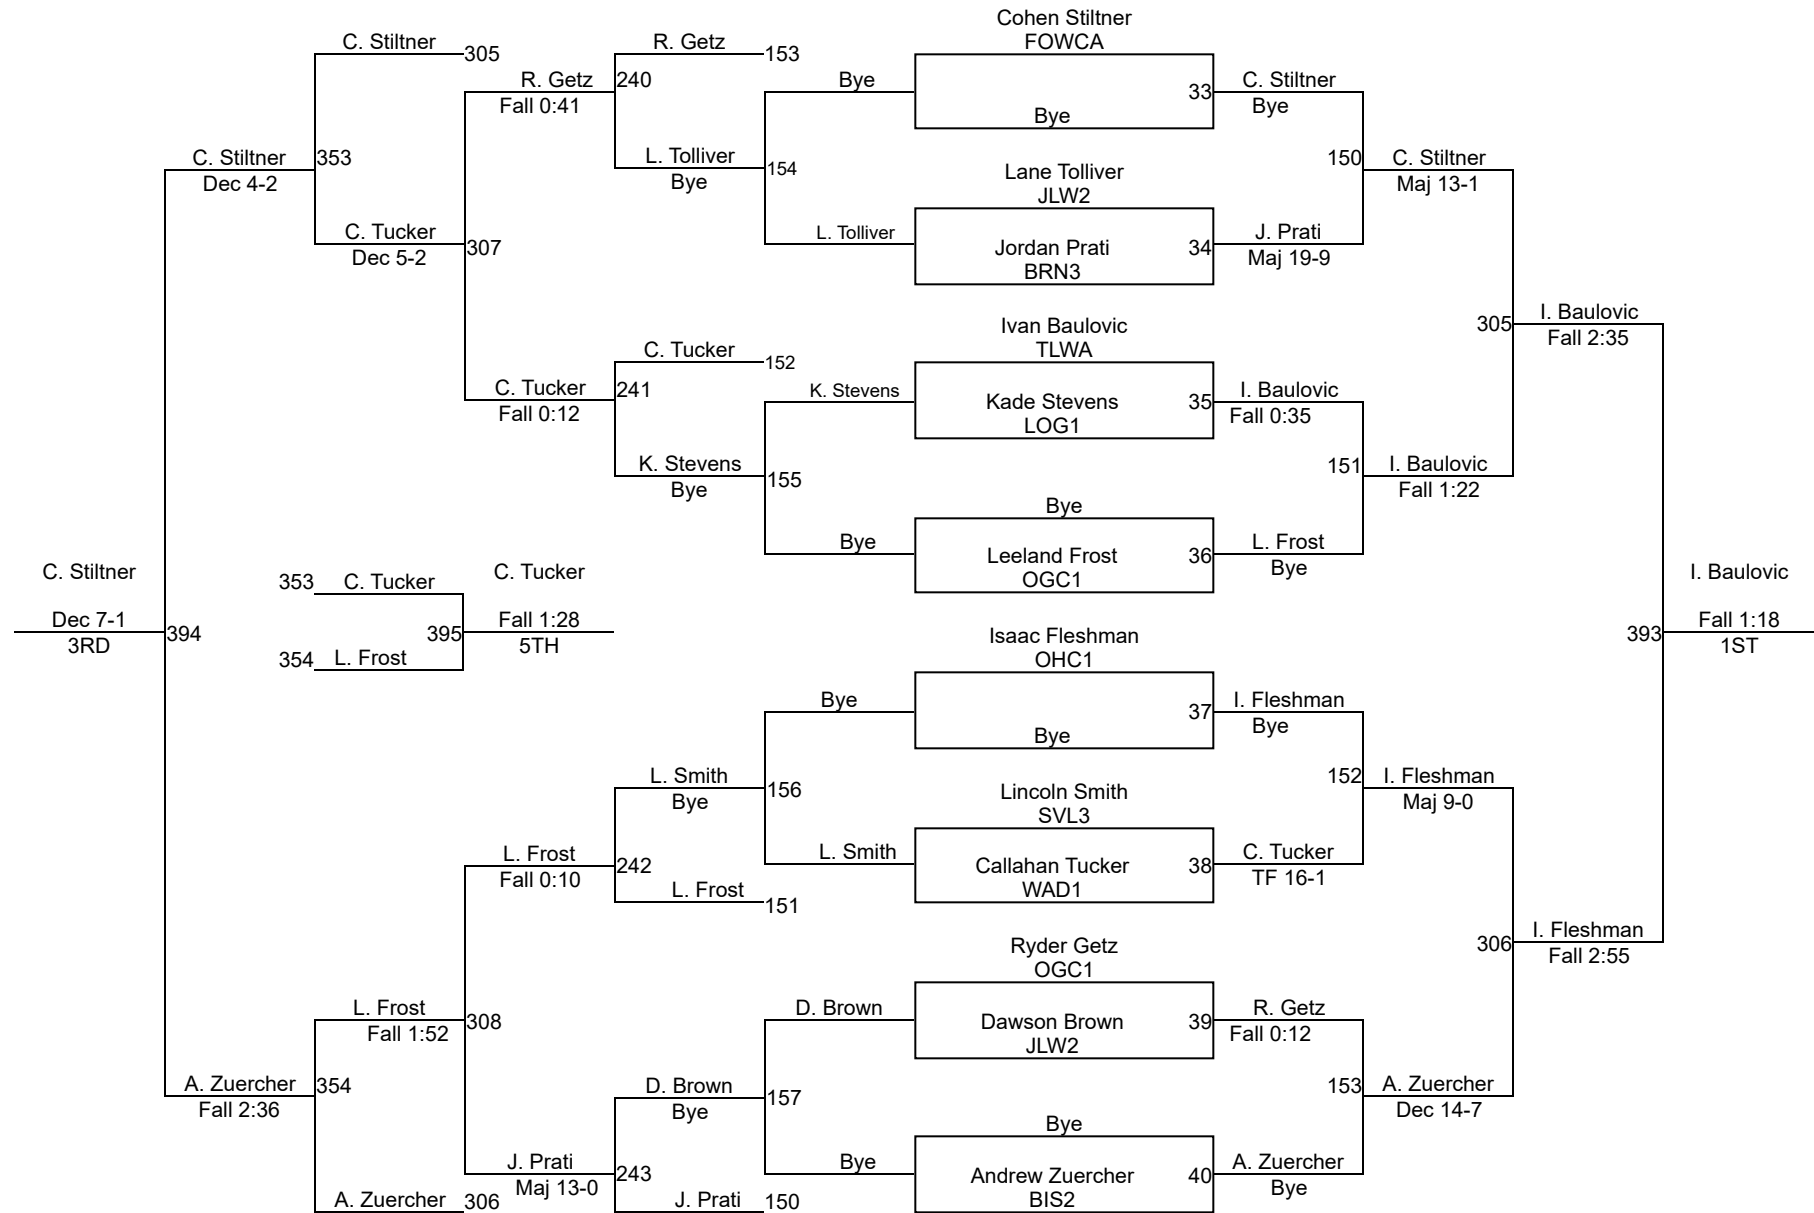 Cohen Stiltner
FOWCA
C. Stiltner
305
R. Getz
153
R. Getz
240
Fall 0:41
Bye
33
C. Stiltner
Bye
Bye
C. Stiltner
353
Dec 4-2
L. Tolliver
Bye
154
Lane Tolliver
JLW2
150
C. Stiltner
Maj 13-1
C. Tucker
Dec 5-2
307
L. Tolliver
Jordan Prati
BRN3
34
J. Prati
Maj 19-9
Ivan Baulovic
TLWA
305
I. Baulovic
Fall 2:35
C. Tucker
152
C. Tucker
241
Fall 0:12
K. Stevens
Kade Stevens
LOG1
35
I. Baulovic
Fall 0:35
K. Stevens
Bye
155
151
I. Baulovic
Fall 1:22
Bye
Bye
Leeland Frost
OGC1
36
L. Frost
Bye
C. Stiltner
Dec 7-1
3RD
394
353
C. Tucker
354
L. Frost
395
C. Tucker
Fall 1:28
5TH
I. Baulovic
393
Fall 1:18
1ST
Isaac Fleshman
OHC1
Bye
37
Bye
I. Fleshman
Bye
L. Smith
Bye
156
Lincoln Smith
SVL3
152
I. Fleshman
Maj 9-0
L. Frost
Fall 0:10
242
L. Smith
Callahan Tucker
WAD1
38
C. Tucker
TF 16-1
L. Frost
151
Ryder Getz
OGC1
306
I. Fleshman
Fall 2:55
L. Frost
Fall 1:52
308
D. Brown
Dawson Brown
JLW2
39
R. Getz
Fall 0:12
A. Zuercher
Fall 2:36
354
D. Brown
Bye
157
153
A. Zuercher
Dec 14-7
Bye
J. Prati
Maj 13-0
243
Bye
Andrew Zuercher
BIS2
40
A. Zuercher
Bye
A. Zuercher
306
J. Prati
150